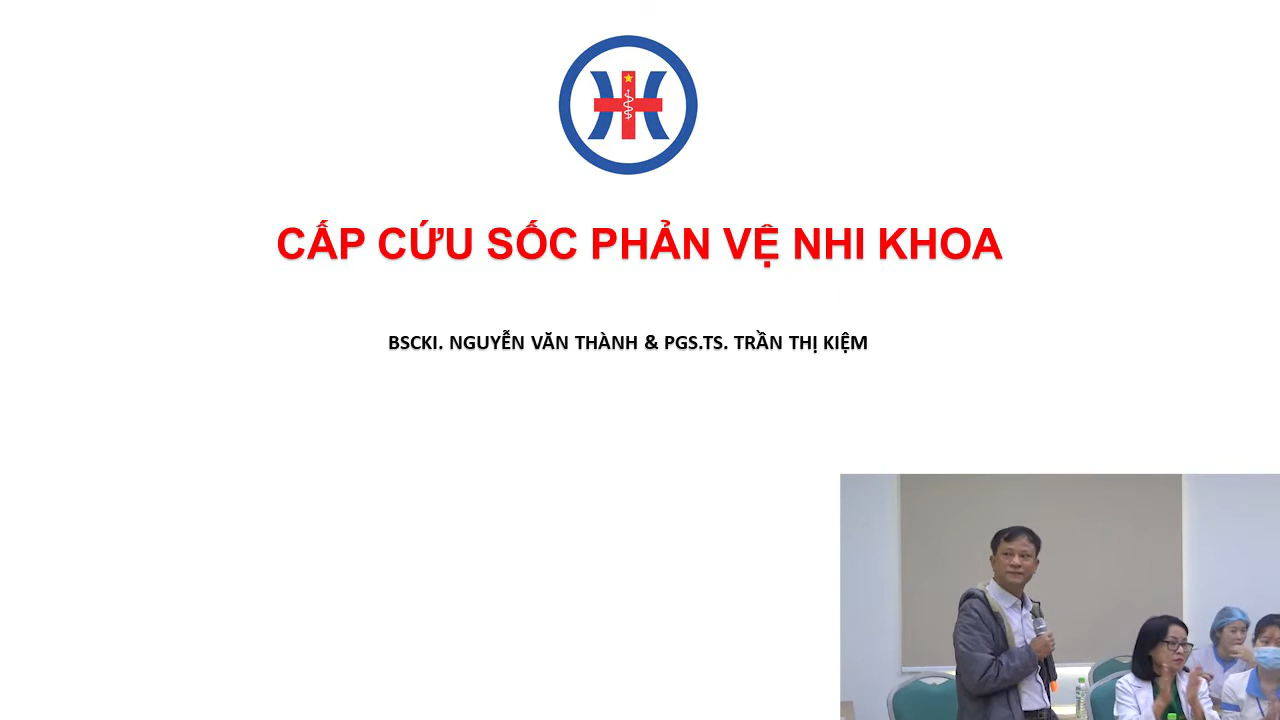 CẤP CỨU SỐC PHẢN VỆ NHI KHOA
BSCKI. NGUYỄN VĂN THÀNH & PGS.TS. TRẦN THỊ KIỆM